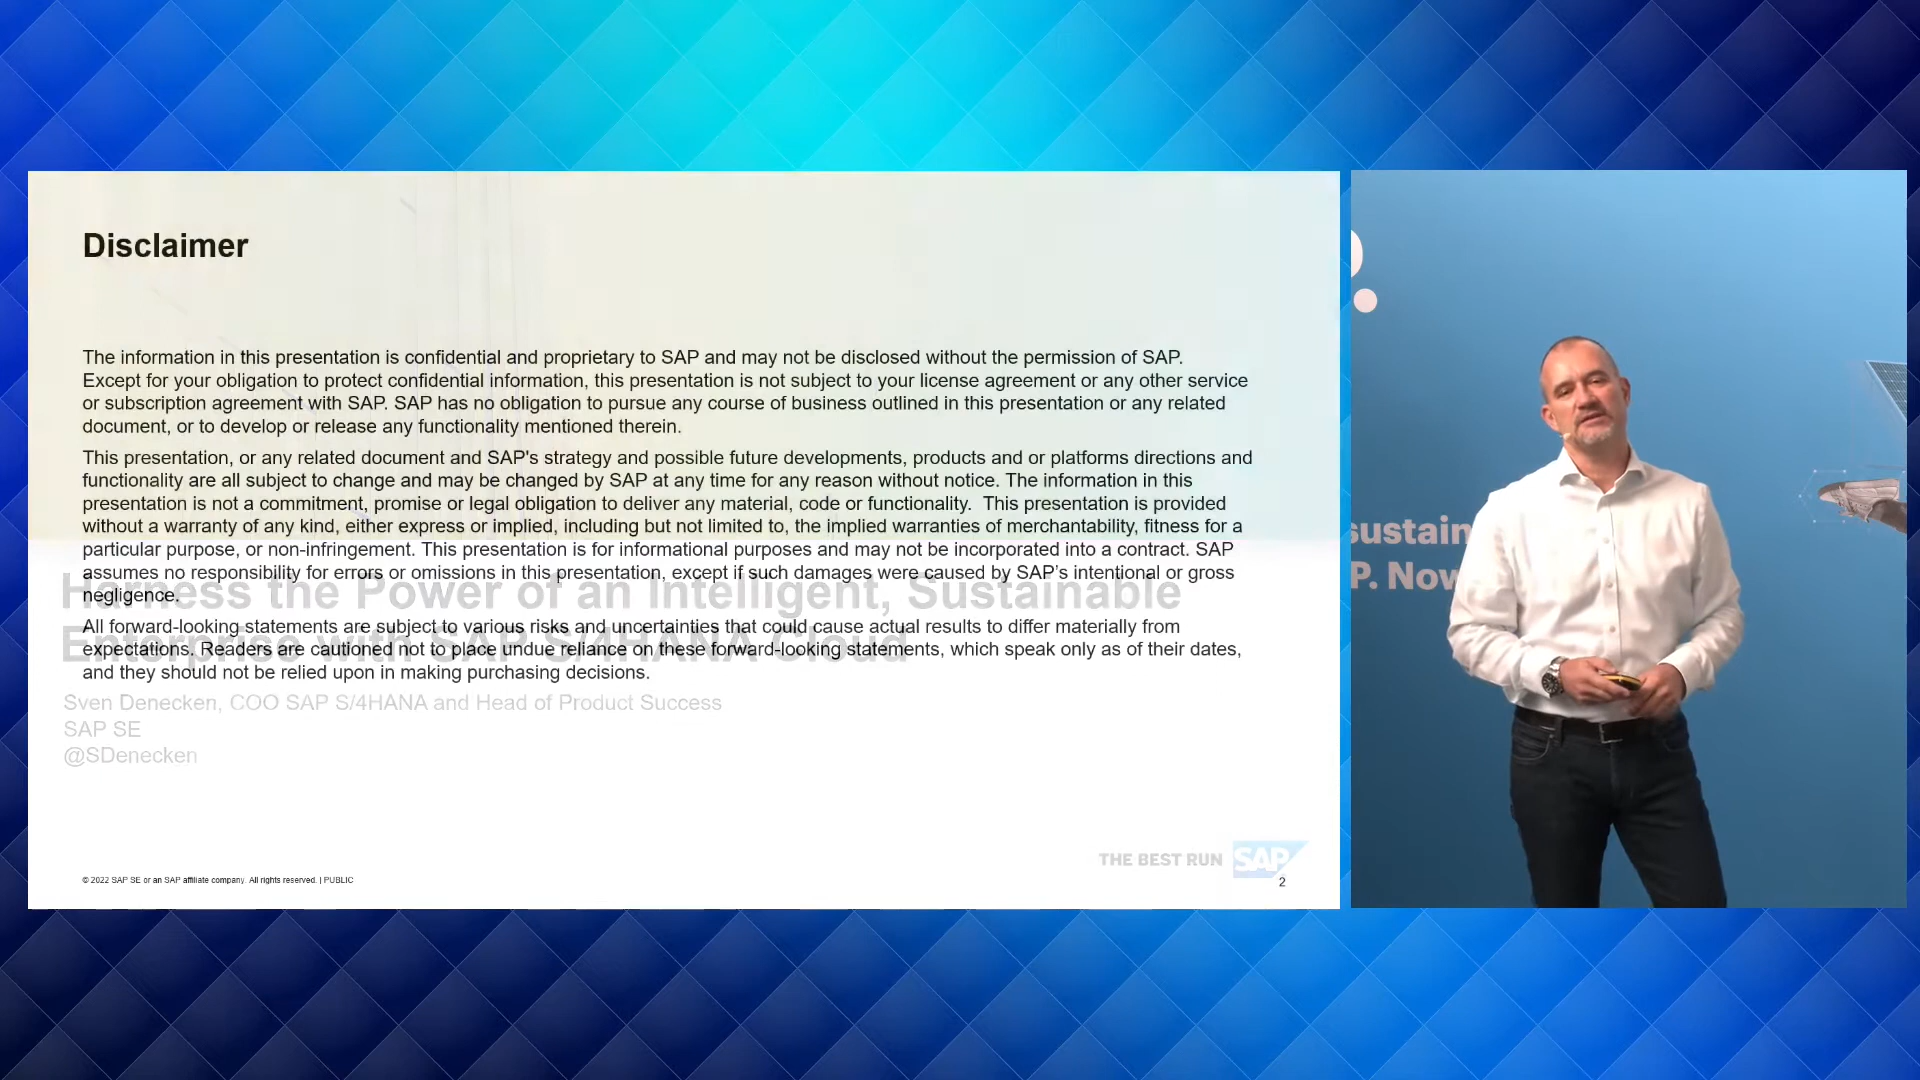 Disclaimer
The information in this presentation is confidential and proprietary to SAP and may not be disclosed without the permission of SAP.
Except for your obligation to protect confidential information, this presentation is not subject to your license agreement or any other service
or subscription agreement with SAP. SAP has no obligation to pursue any course of business outlined in this presentation or any related
document, or to develop or release any functionality mentioned therein.
This presentation, or any related document and SAP's strategy and possible future developments, products and or platforms directions and
functionality are all subject to change and may be changed by SAP at any time for any reason without notice. The information in this
presentation is not a commitment, promise or legal obligation to deliver any material, code or functionality.  This presentation is provided
without a warranty of any kind, either express or implied, including but not limited to, the implied warranties of merchantability, fitness for a
particular purpose, or non-infringement. This presentation is for informational purposes and may not be incorporated into a contract. SAP
assumes no responsibility for errors or omissions in this presentation, except if such damages were caused by SAP’s intentional or gross
negligence.
Harness the Power of an Intelligent, Sustainable
Enterprise with SAP S/4HANA Cloud
All forward-looking statements are subject to various risks and uncertainties that could cause actual results to differ materially from
expectations. Readers are cautioned not to place undue reliance on these forward-looking statements, which speak only as of their dates,
and they should not be relied upon in making purchasing decisions.
Sven Denecken, COO SAP S/4HANA and Head of Product Success
SAP SE
@SDenecken
THE BEST RUN SAP
© 2022 SAP SE or an SAP affiliate company. All rights reserved. | PUBLIC
2
sustain
P. Now